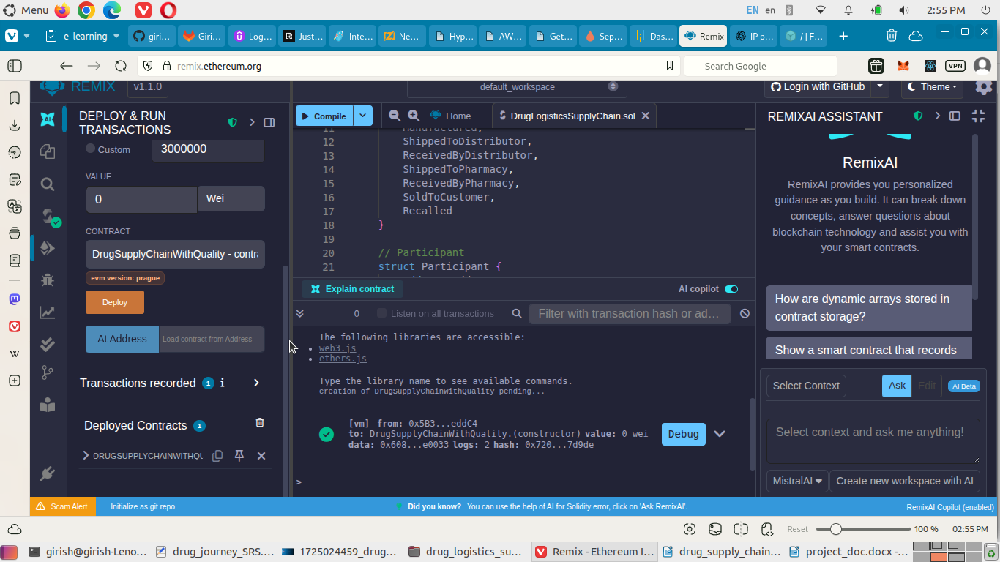 Menu
EN en 2:55 PM
e-learning giri... Giri... Log... Just... Inte... Ne... Hyp... AW... Get... Sep... Das... Remix IP p... / | F...
remix.ethereum.org Search Google VPN
REMIX v1.1.0 default_workspace Login with GitHub Theme
DEPLOY & RUN
TRANSACTIONS
Custom 3000000
VALUE
0 Wei
CONTRACT
DrugSupplyChainWithQuality - contra
evm version: prague
Deploy
At Address Load contract from Address
Transactions recorded 1 i
Deployed Contracts 1
DRUGSUPPLYCHAINWITHQU
Compile Home DrugLogisticsSupplyChain.sol
11 Manufactured,
12 ShippedToDistributor,
13 ReceivedByDistributor,
14 ShippedToPharmacy,
15 ReceivedByPharmacy,
16 SoldToCustomer,
17 Recalled
18 }
19
20 // Participant
21 struct Participant {
Explain contract AI copilot
0 Listen on all transactions Filter with transaction hash or ad...
The following libraries are accessible:
web3.js
ethers.js
Type the library name to see available commands.
creation of DrugSupplyChainWithQuality pending...
[vm] from: 0x5B3...eddC4
to: DrugSupplyChainWithQuality.(constructor) value: 0 wei
data: 0x608...e0033 logs: 2 hash: 0x720...7d9de
Debug
>
REMIXAI ASSISTANT
RemixAI
RemixAI provides you personalized
guidance as you build. It can break down
concepts, answer questions about
blockchain technology and assist you with
your smart contracts.
How are dynamic arrays stored in
contract storage?
Show a smart contract that records
Select Context Ask Edit AI Beta
Select context and ask me anything!
MistralAI Create new workspace with AI
Scam Alert Initialize as git repo Did you know? You can use the help of AI for Solidity error, click on 'Ask RemixAI'. RemixAI Copilot (enabled)
Reset 100 % 02:55 PM
girish@girish-Leno... drug_journey_SRS.... 1725024459_drug... drug_logistics_su... Remix - Ethereum I... drug_supply_chain... project_doc.docx -...